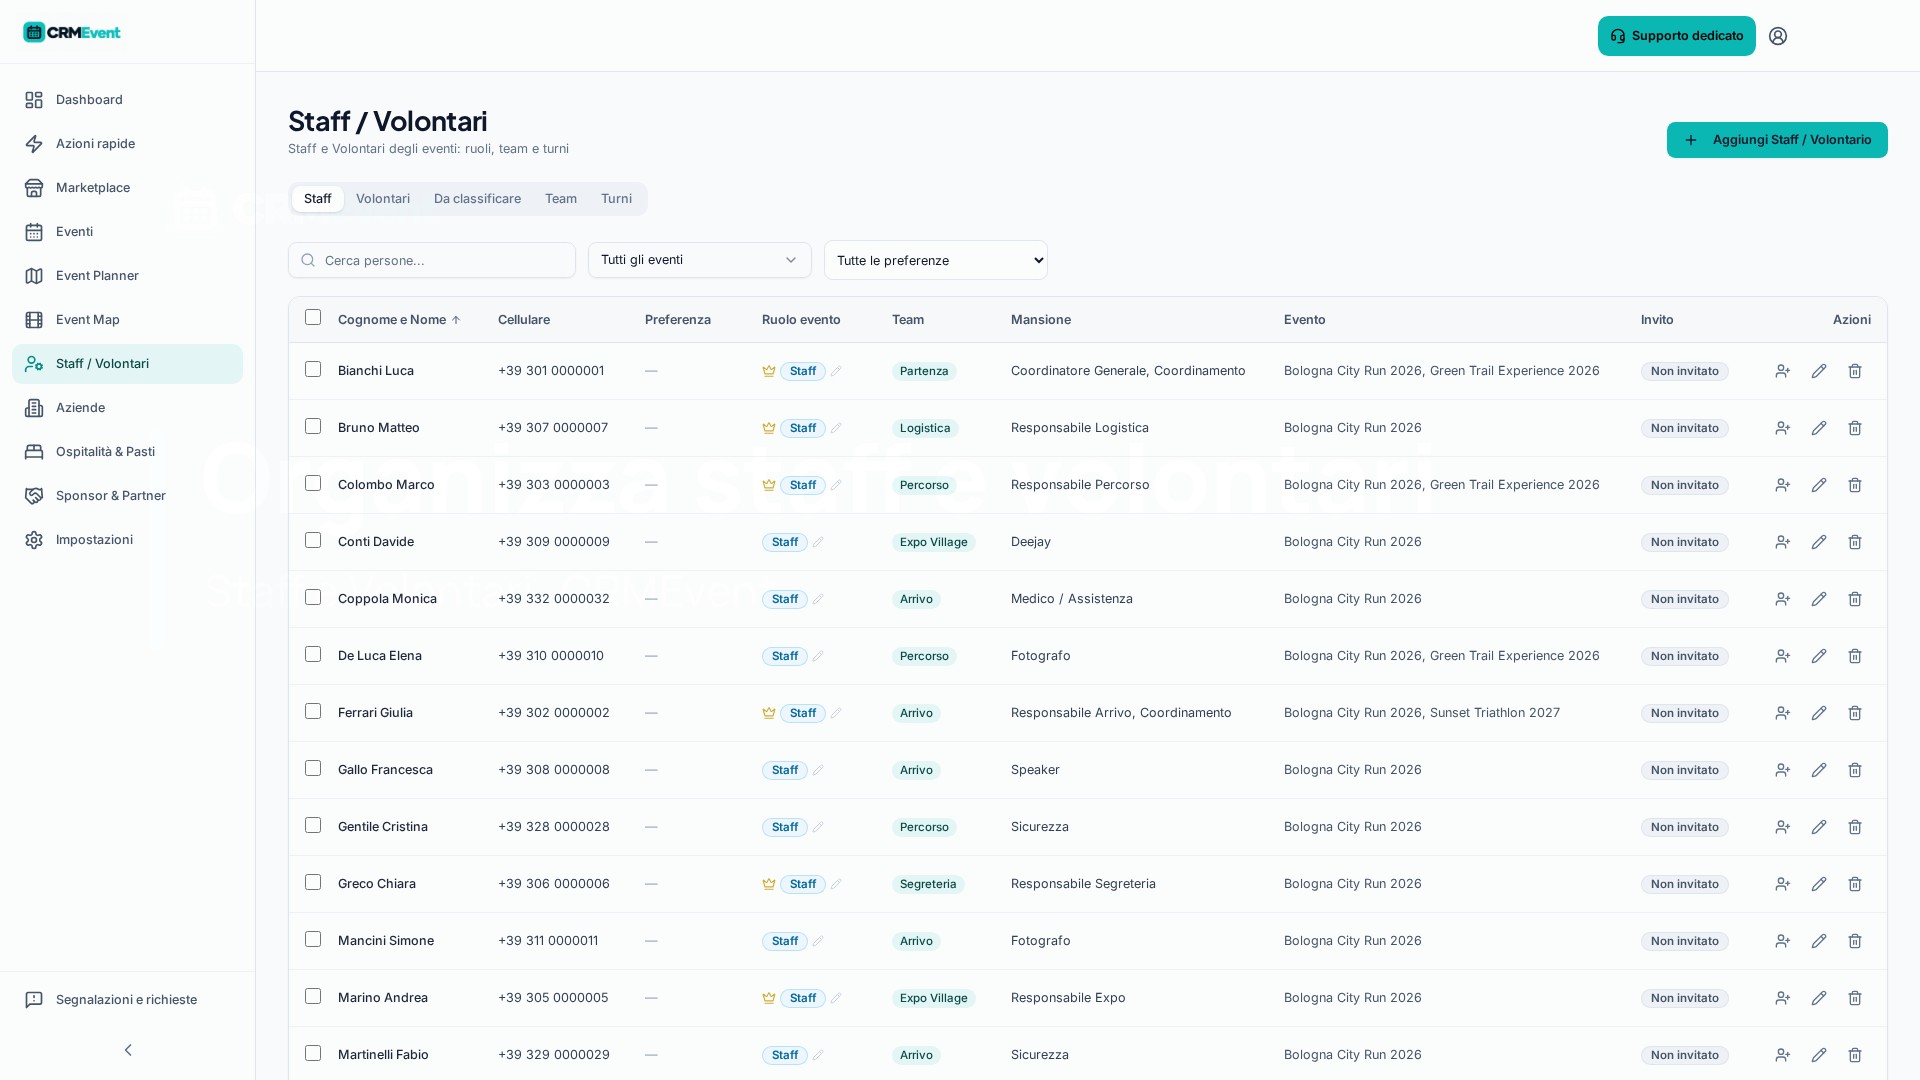 CRMEvent
Supporto dedicato
Dashboard
Azioni rapide
Marketplace
Eventi
Event Planner
Event Map
Staff / Volontari
Aziende
Ospitalità & Pasti
Sponsor & Partner
Impostazioni
Segnalazioni e richieste
Staff / Volontari
Staff e Volontari degli eventi: ruoli, team e turni
Aggiungi Staff / Volontario
Staff Volontari Da classificare Team Turni
Cerca persone... Tutti gli eventi Tutte le preferenze
Cognome e Nome Cellulare Preferenza Ruolo evento Team Mansione Evento Invito Azioni
Bianchi Luca +39 301 0000001 — Staff Partenza Coordinatore Generale, Coordinamento Bologna City Run 2026, Green Trail Experience 2026 Non invitato
Bruno Matteo +39 307 0000007 — Staff Logistica Responsabile Logistica Bologna City Run 2026 Non invitato
Organizza staff e volontari
Colombo Marco +39 303 0000003 — Staff Percorso Responsabile Percorso Bologna City Run 2026, Green Trail Experience 2026 Non invitato
Conti Davide +39 309 0000009 — Staff Expo Village Deejay Bologna City Run 2026 Non invitato
Coppola Monica +39 332 0000032 — Staff Arrivo Medico / Assistenza Bologna City Run 2026 Non invitato
De Luca Elena +39 310 0000010 — Staff Percorso Fotografo Bologna City Run 2026, Green Trail Experience 2026 Non invitato
Ferrari Giulia +39 302 0000002 — Staff Arrivo Responsabile Arrivo, Coordinamento Bologna City Run 2026, Sunset Triathlon 2027 Non invitato
Gallo Francesca +39 308 0000008 — Staff Arrivo Speaker Bologna City Run 2026 Non invitato
Gentile Cristina +39 328 0000028 — Staff Percorso Sicurezza Bologna City Run 2026 Non invitato
Greco Chiara +39 306 0000006 — Staff Segreteria Responsabile Segreteria Bologna City Run 2026 Non invitato
Mancini Simone +39 311 0000011 — Staff Arrivo Fotografo Bologna City Run 2026 Non invitato
Marino Andrea +39 305 0000005 — Staff Expo Village Responsabile Expo Bologna City Run 2026 Non invitato
Martinelli Fabio +39 329 0000029 — Staff Arrivo Sicurezza Bologna City Run 2026 Non invitato